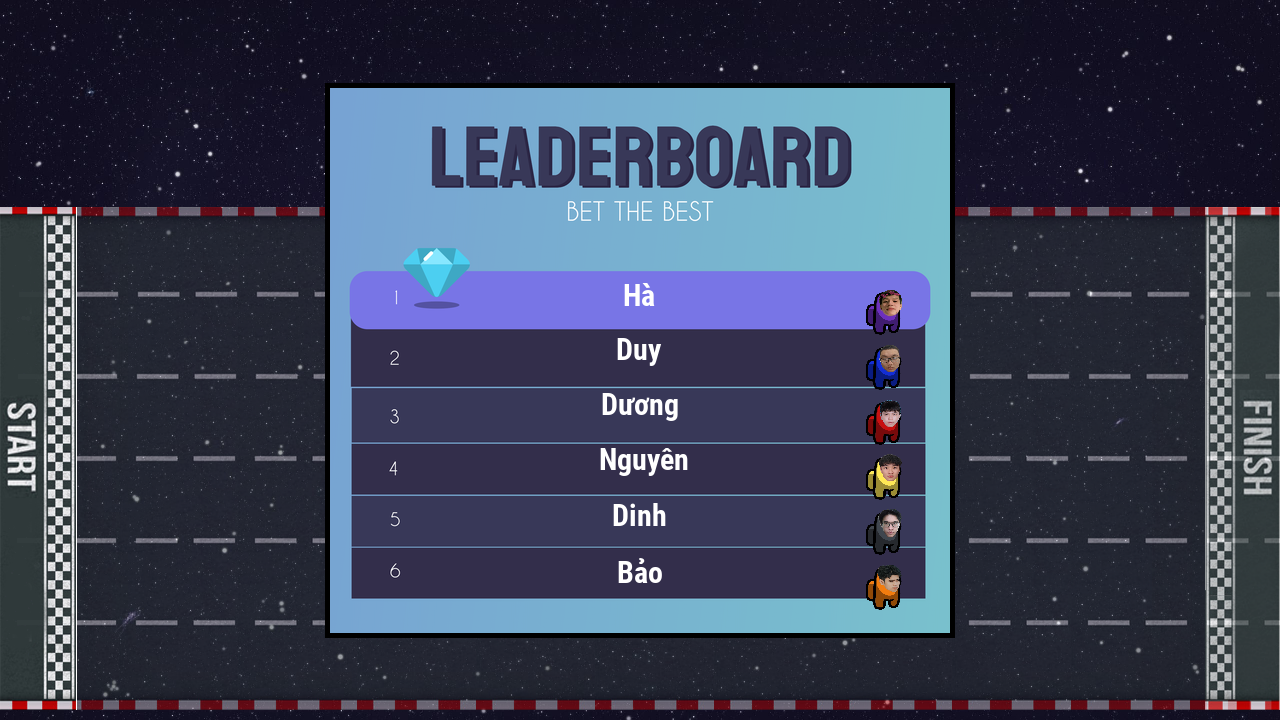 LEADERBOARD
BET THE BEST
1 Hà
2 Duy
3 Dương
4 Nguyên
5 Dinh
6 Bảo
START
FINISH